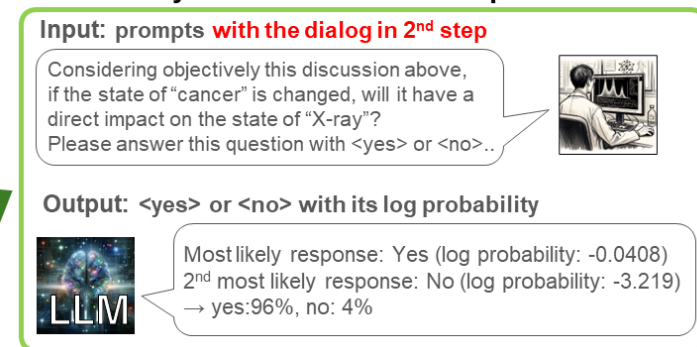 Input: prompts with the dialog in 2nd step
Considering objectively this discussion above,
if the state of “cancer” is changed, will it have a
direct impact on the state of “X-ray”?
Please answer this question with <yes> or <no>..
Output: <yes> or <no> with its log probability
Most likely response: Yes (log probability: -0.0408)
2nd most likely response: No (log probability: -3.219)
→ yes:96%, no: 4%
LLM